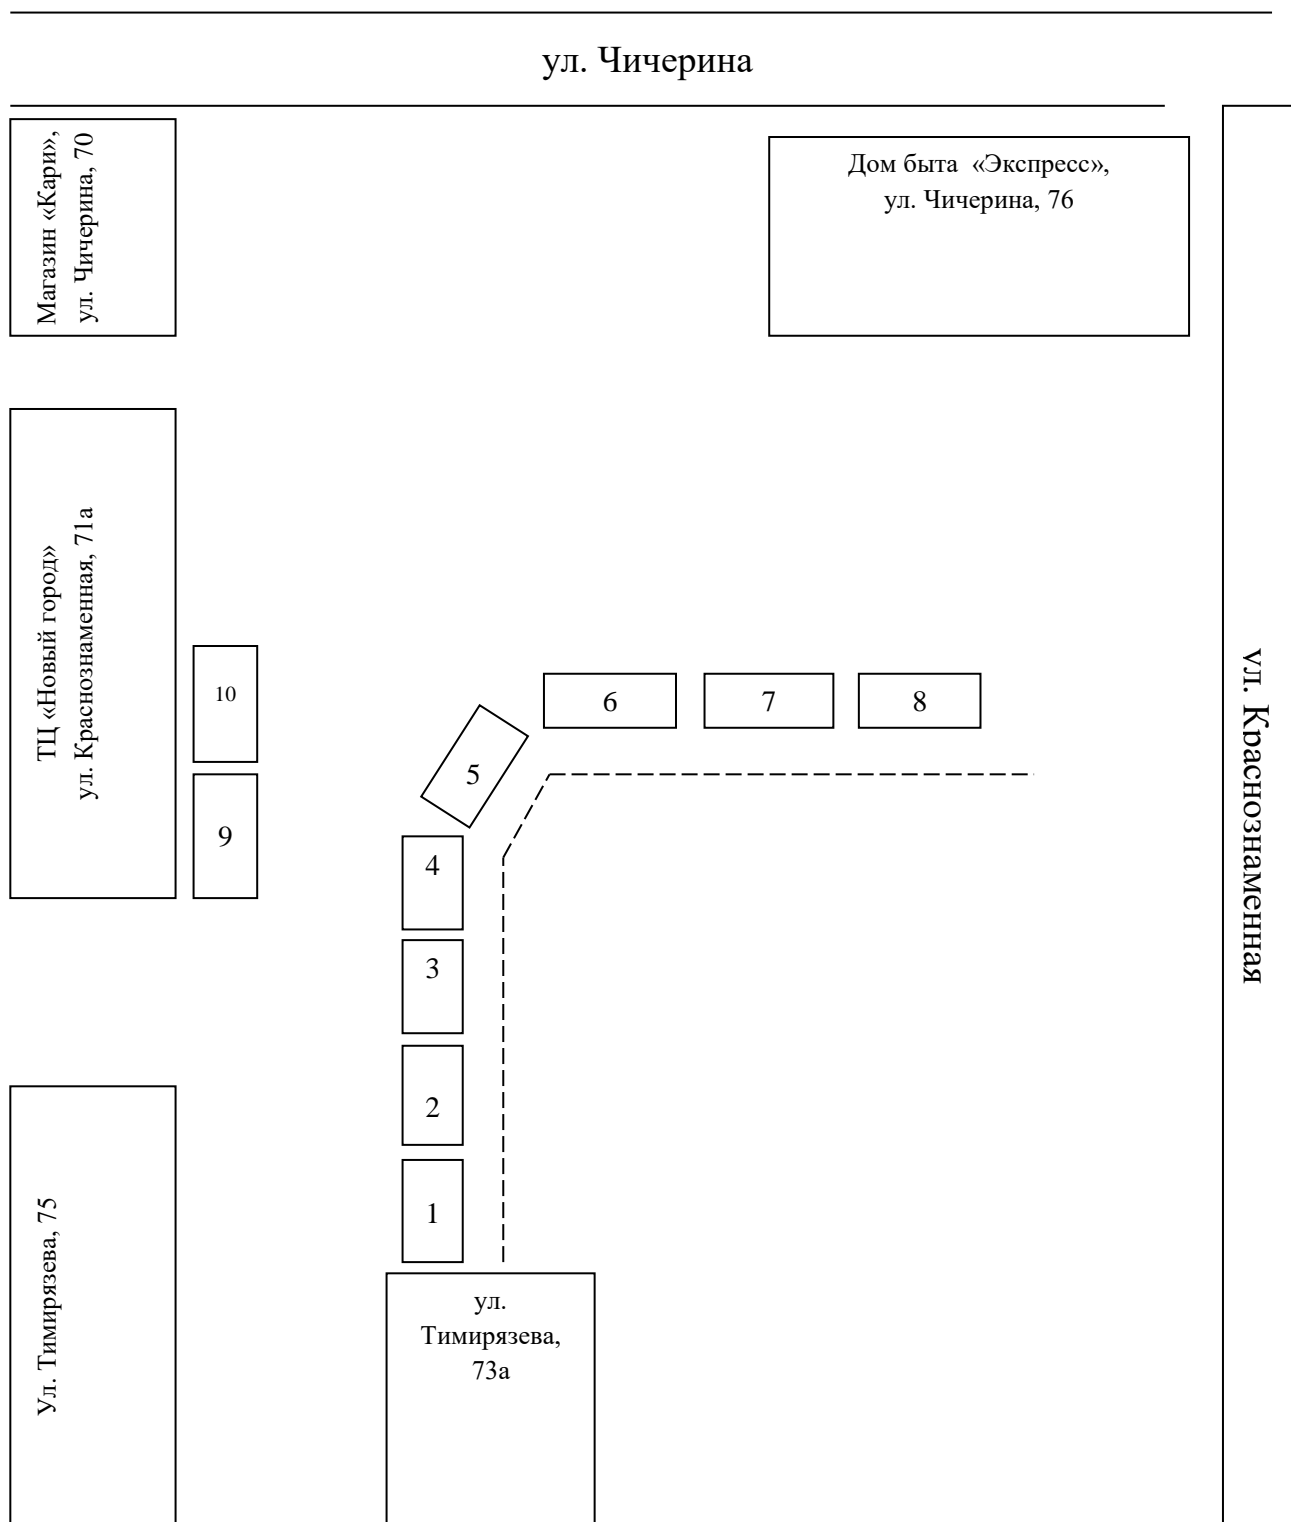 ул. Чичерина
Магазин «Кари»,
ул. Чичерина, 70
Дом быта «Экспресс»,
ул. Чичерина, 76
ТЦ «Новый город»
ул. Краснознаменная, 71а
10
9
6
7
8
5
4
3
2
1
ул. Краснознаменная
Ул. Тимирязева, 75
ул.
Тимирязева,
73а